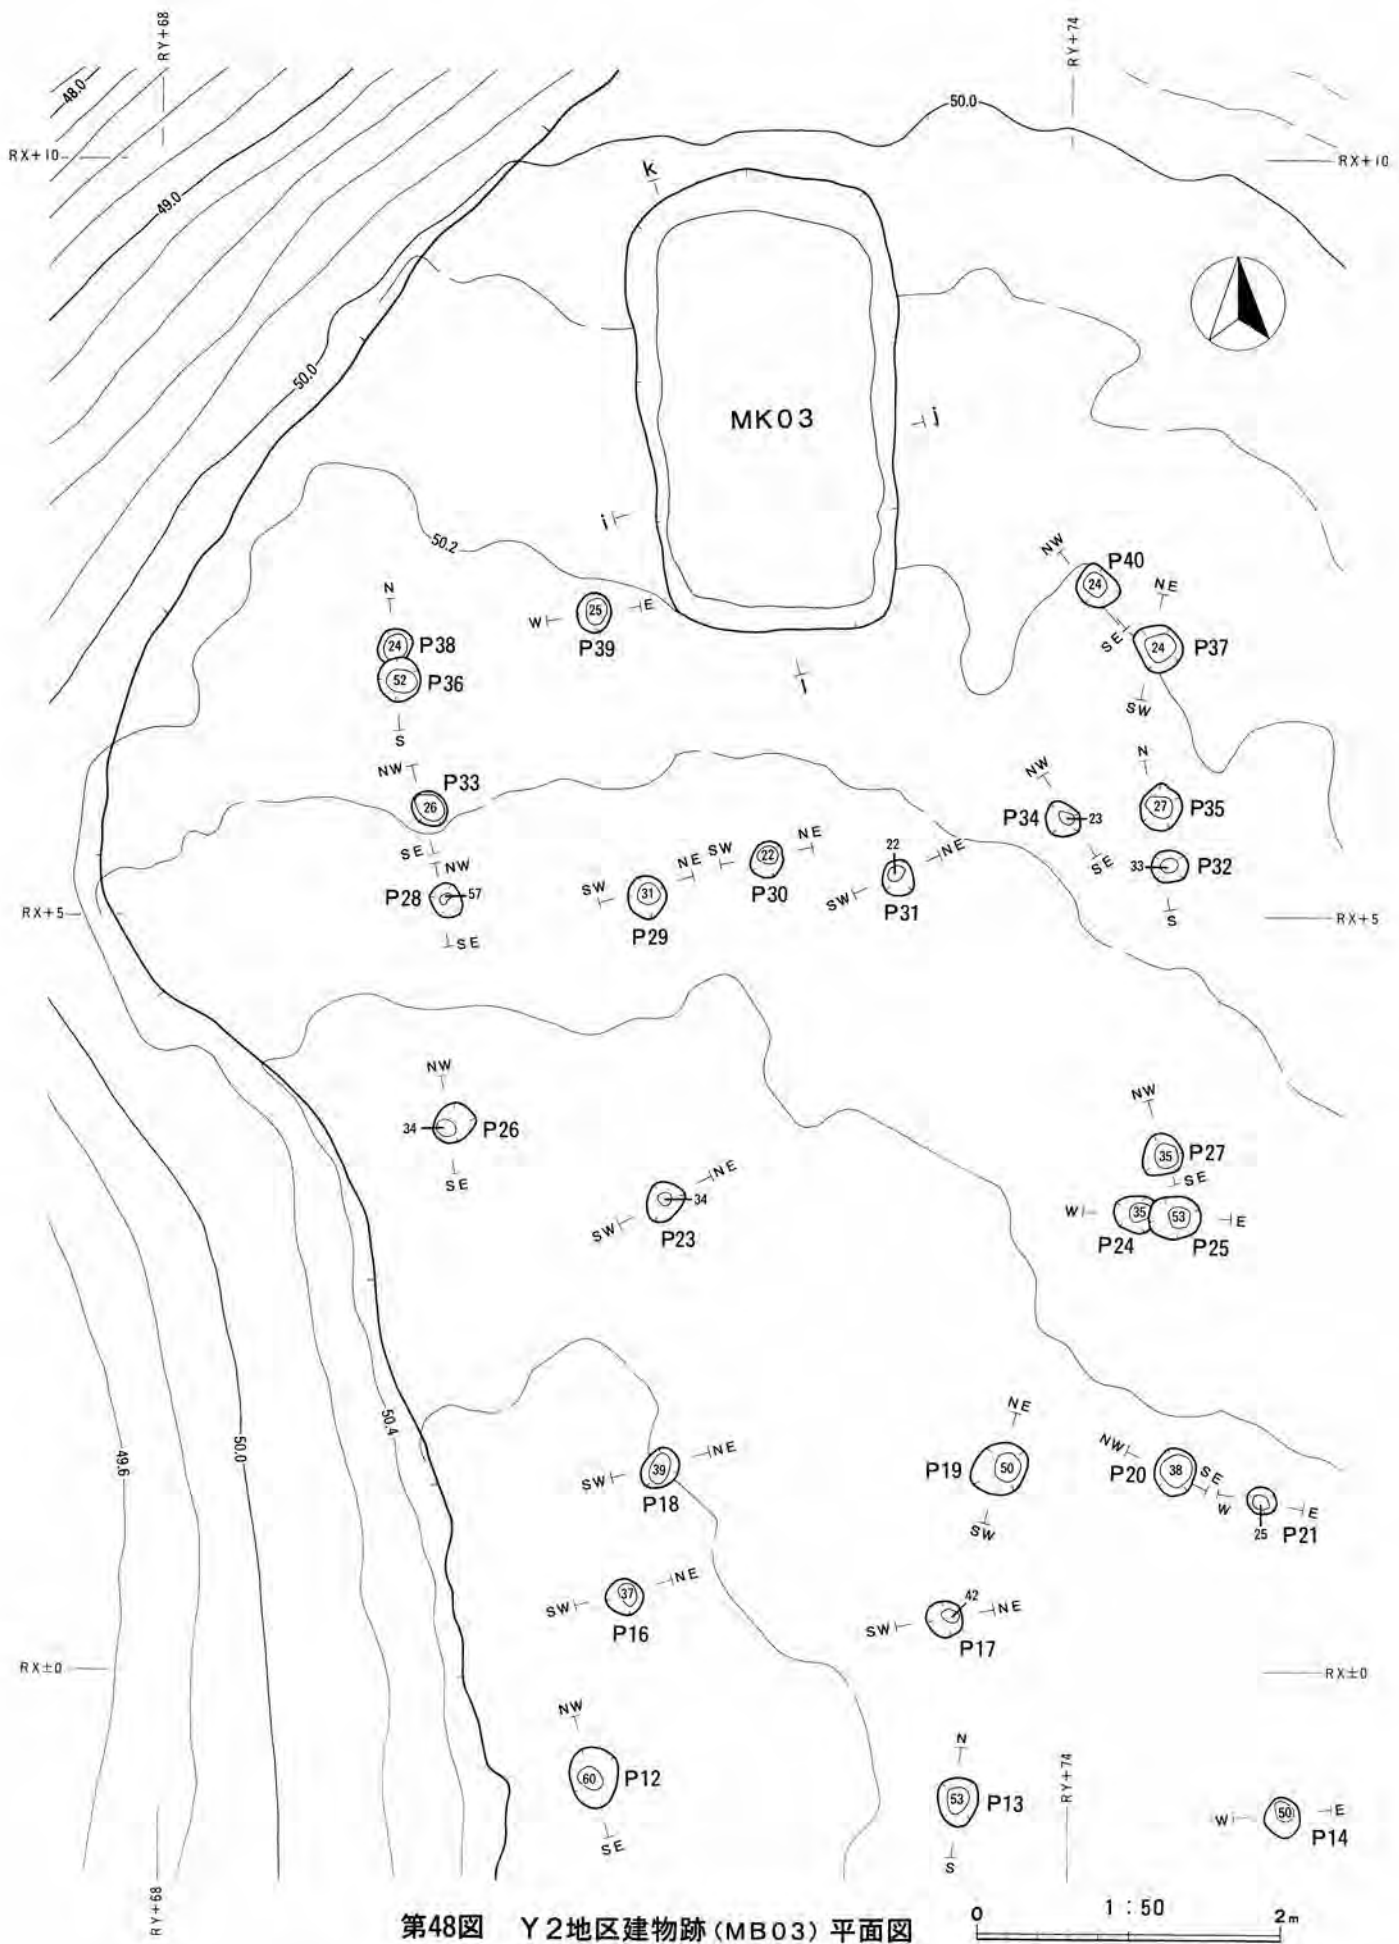 RY+68
RY+74
48.0
50.0
RX+10
RX+10
k
49.0
50.0
MK03
j
i
50.2
NW
P40
24
NE
N
25
W
E
P39
24
P38
SE
24
P37
52
P36
l
SW
S
NW
P33
26
N
NW
27
P35
P34
23
SE
SE
NW
P28
57
SE
SW
31
NE
P29
SW
22
NE
P30
22
NE
SW
P31
33
P32
S
RX+5
RX+5
NW
34
P26
SE
NW
35
P27
SE
NE
34
SW
P23
W
35
53
E
P24
P25
50.4
49.6
50.0
NE
SW
39
NE
P18
P19
50
SW
NW
P20
38
SE
W
E
25
P21
SW
37
NE
P16
42
SW
NE
P17
RX±0
RX±0
NW
60
P12
SE
N
53
P13
S
RY+74
W
50
E
P14
RY+68
第48図 Y2地区建物跡(MB03)平面図
0
1:50
2m